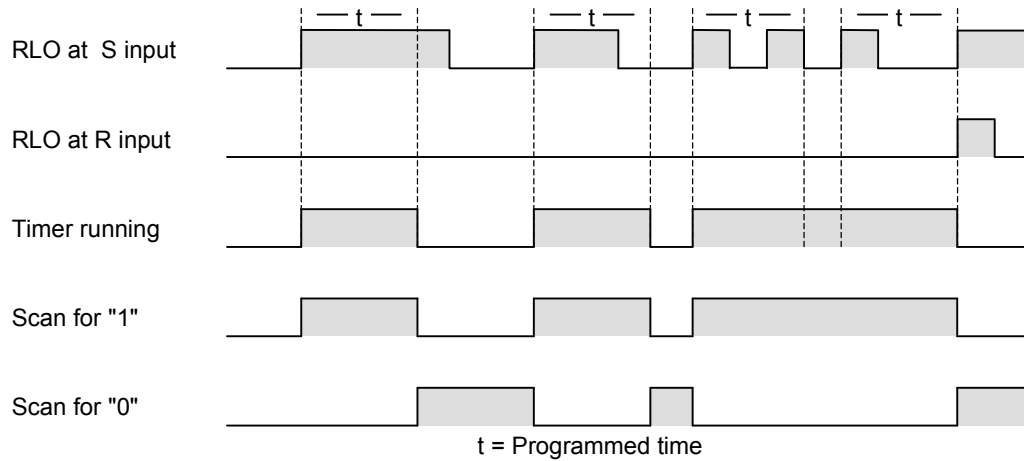 t t t t
RLO at S input
RLO at R input
Timer running
Scan for "1"
Scan for "0"
t = Programmed time